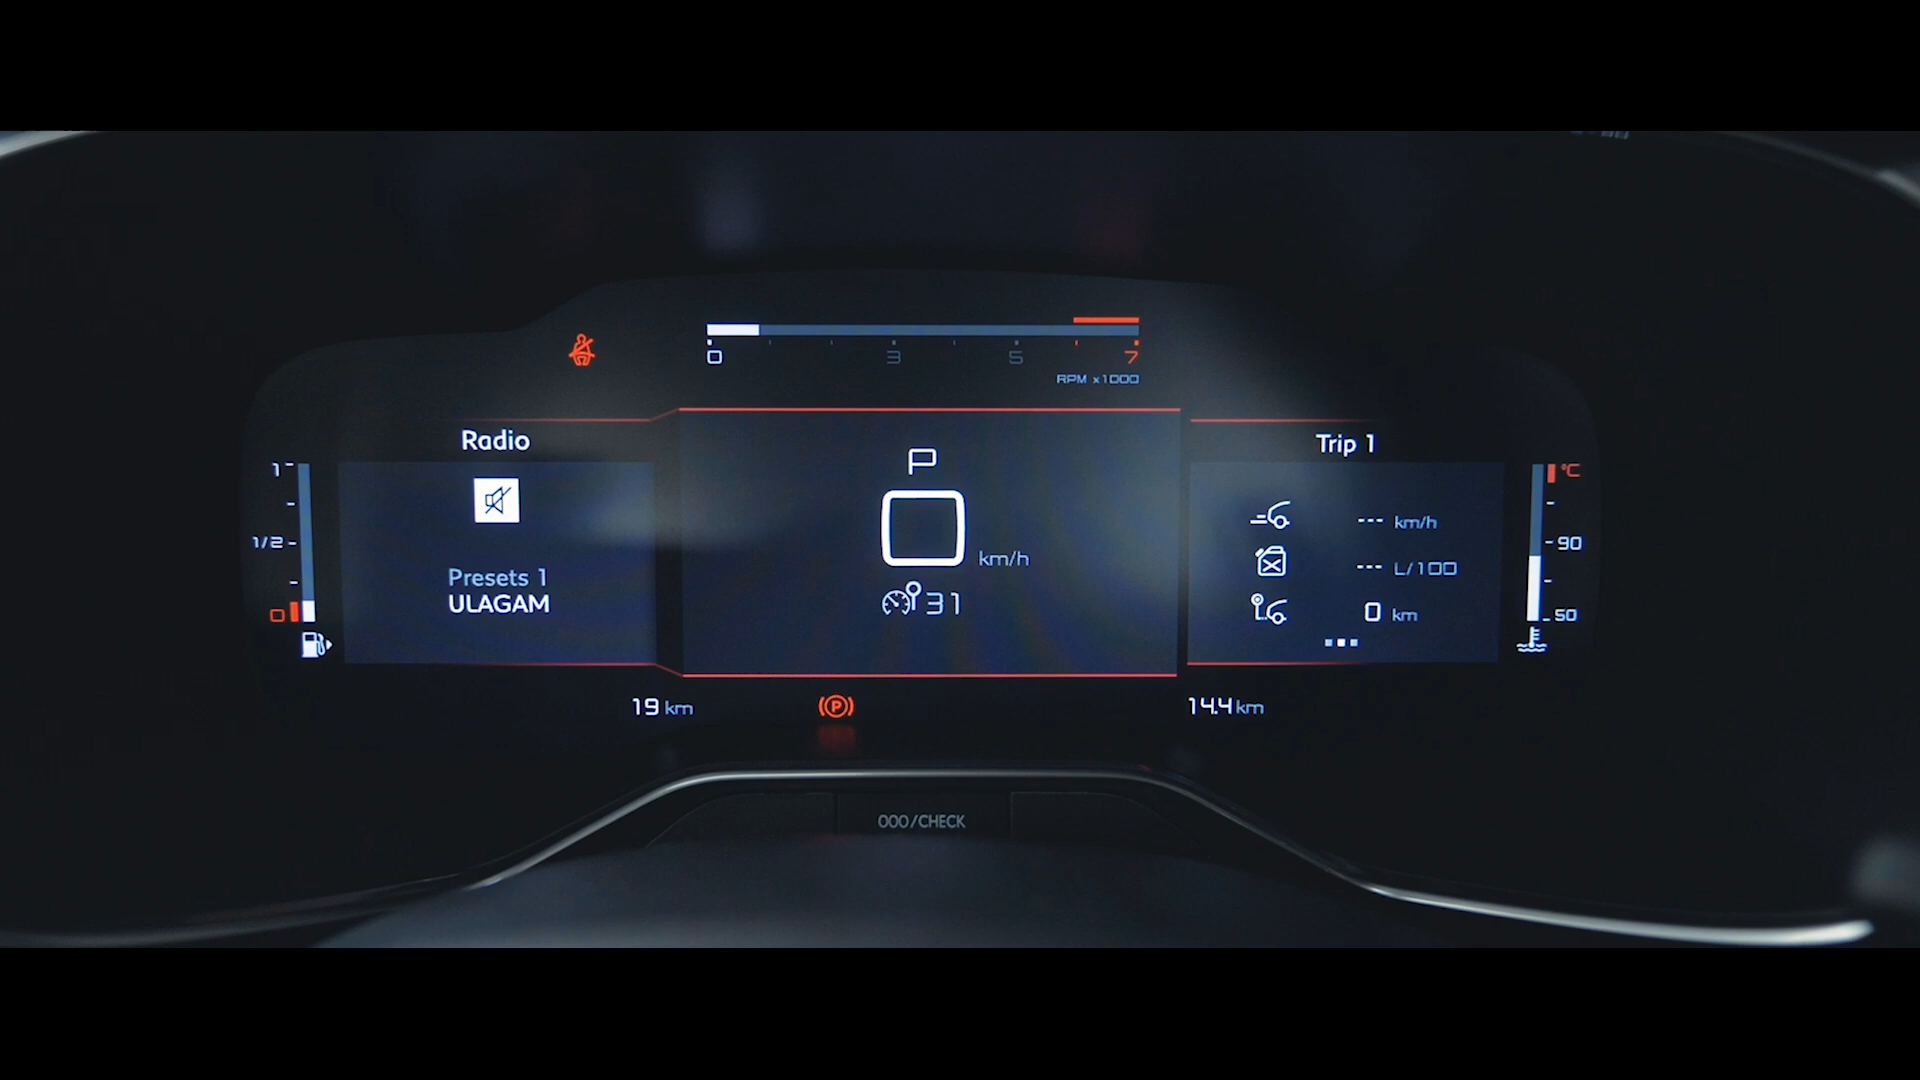 0 3 5 7
RPM x1000
Radio
Presets 1
ULAGAM
1
1/2
0
P
0 km/h
31
Trip 1
--- km/h
--- L/100
0 km
°C
90
50
19 km
(P)
14.4 km
000/CHECK